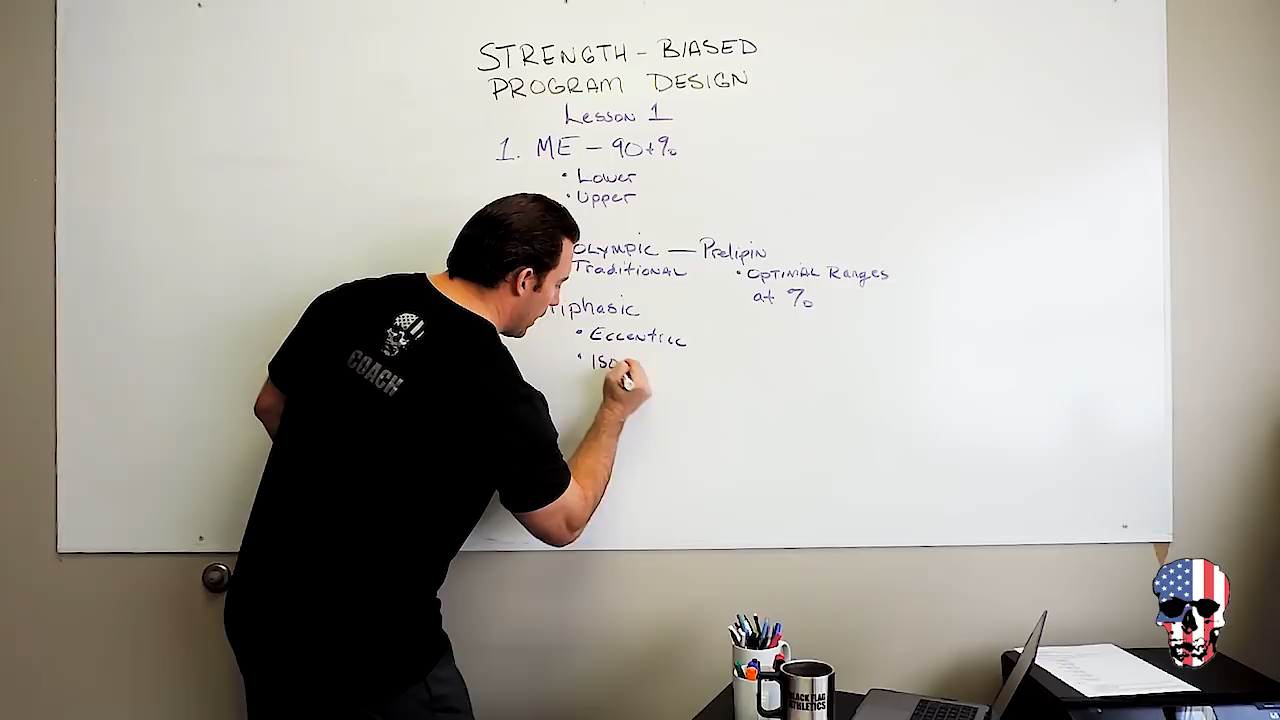 STRENGTH - BIASED
PROGRAM DESIGN
Lesson 1
1. ME - 90+%
• Lower
• Upper
OLYMPIC — Prelipin
Traditional
• OPTIMAL Ranges
at %
iphasic
• Eccentric
• ISO
COACH
BLACK FLAG
ATHLETICS